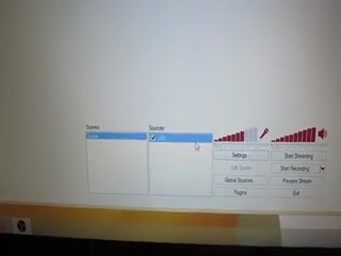 Scenes
Sources
Settings...
Start Streaming
Edit Scene
Start Recording
Global Sources
Preview Stream
Plugins
Exit